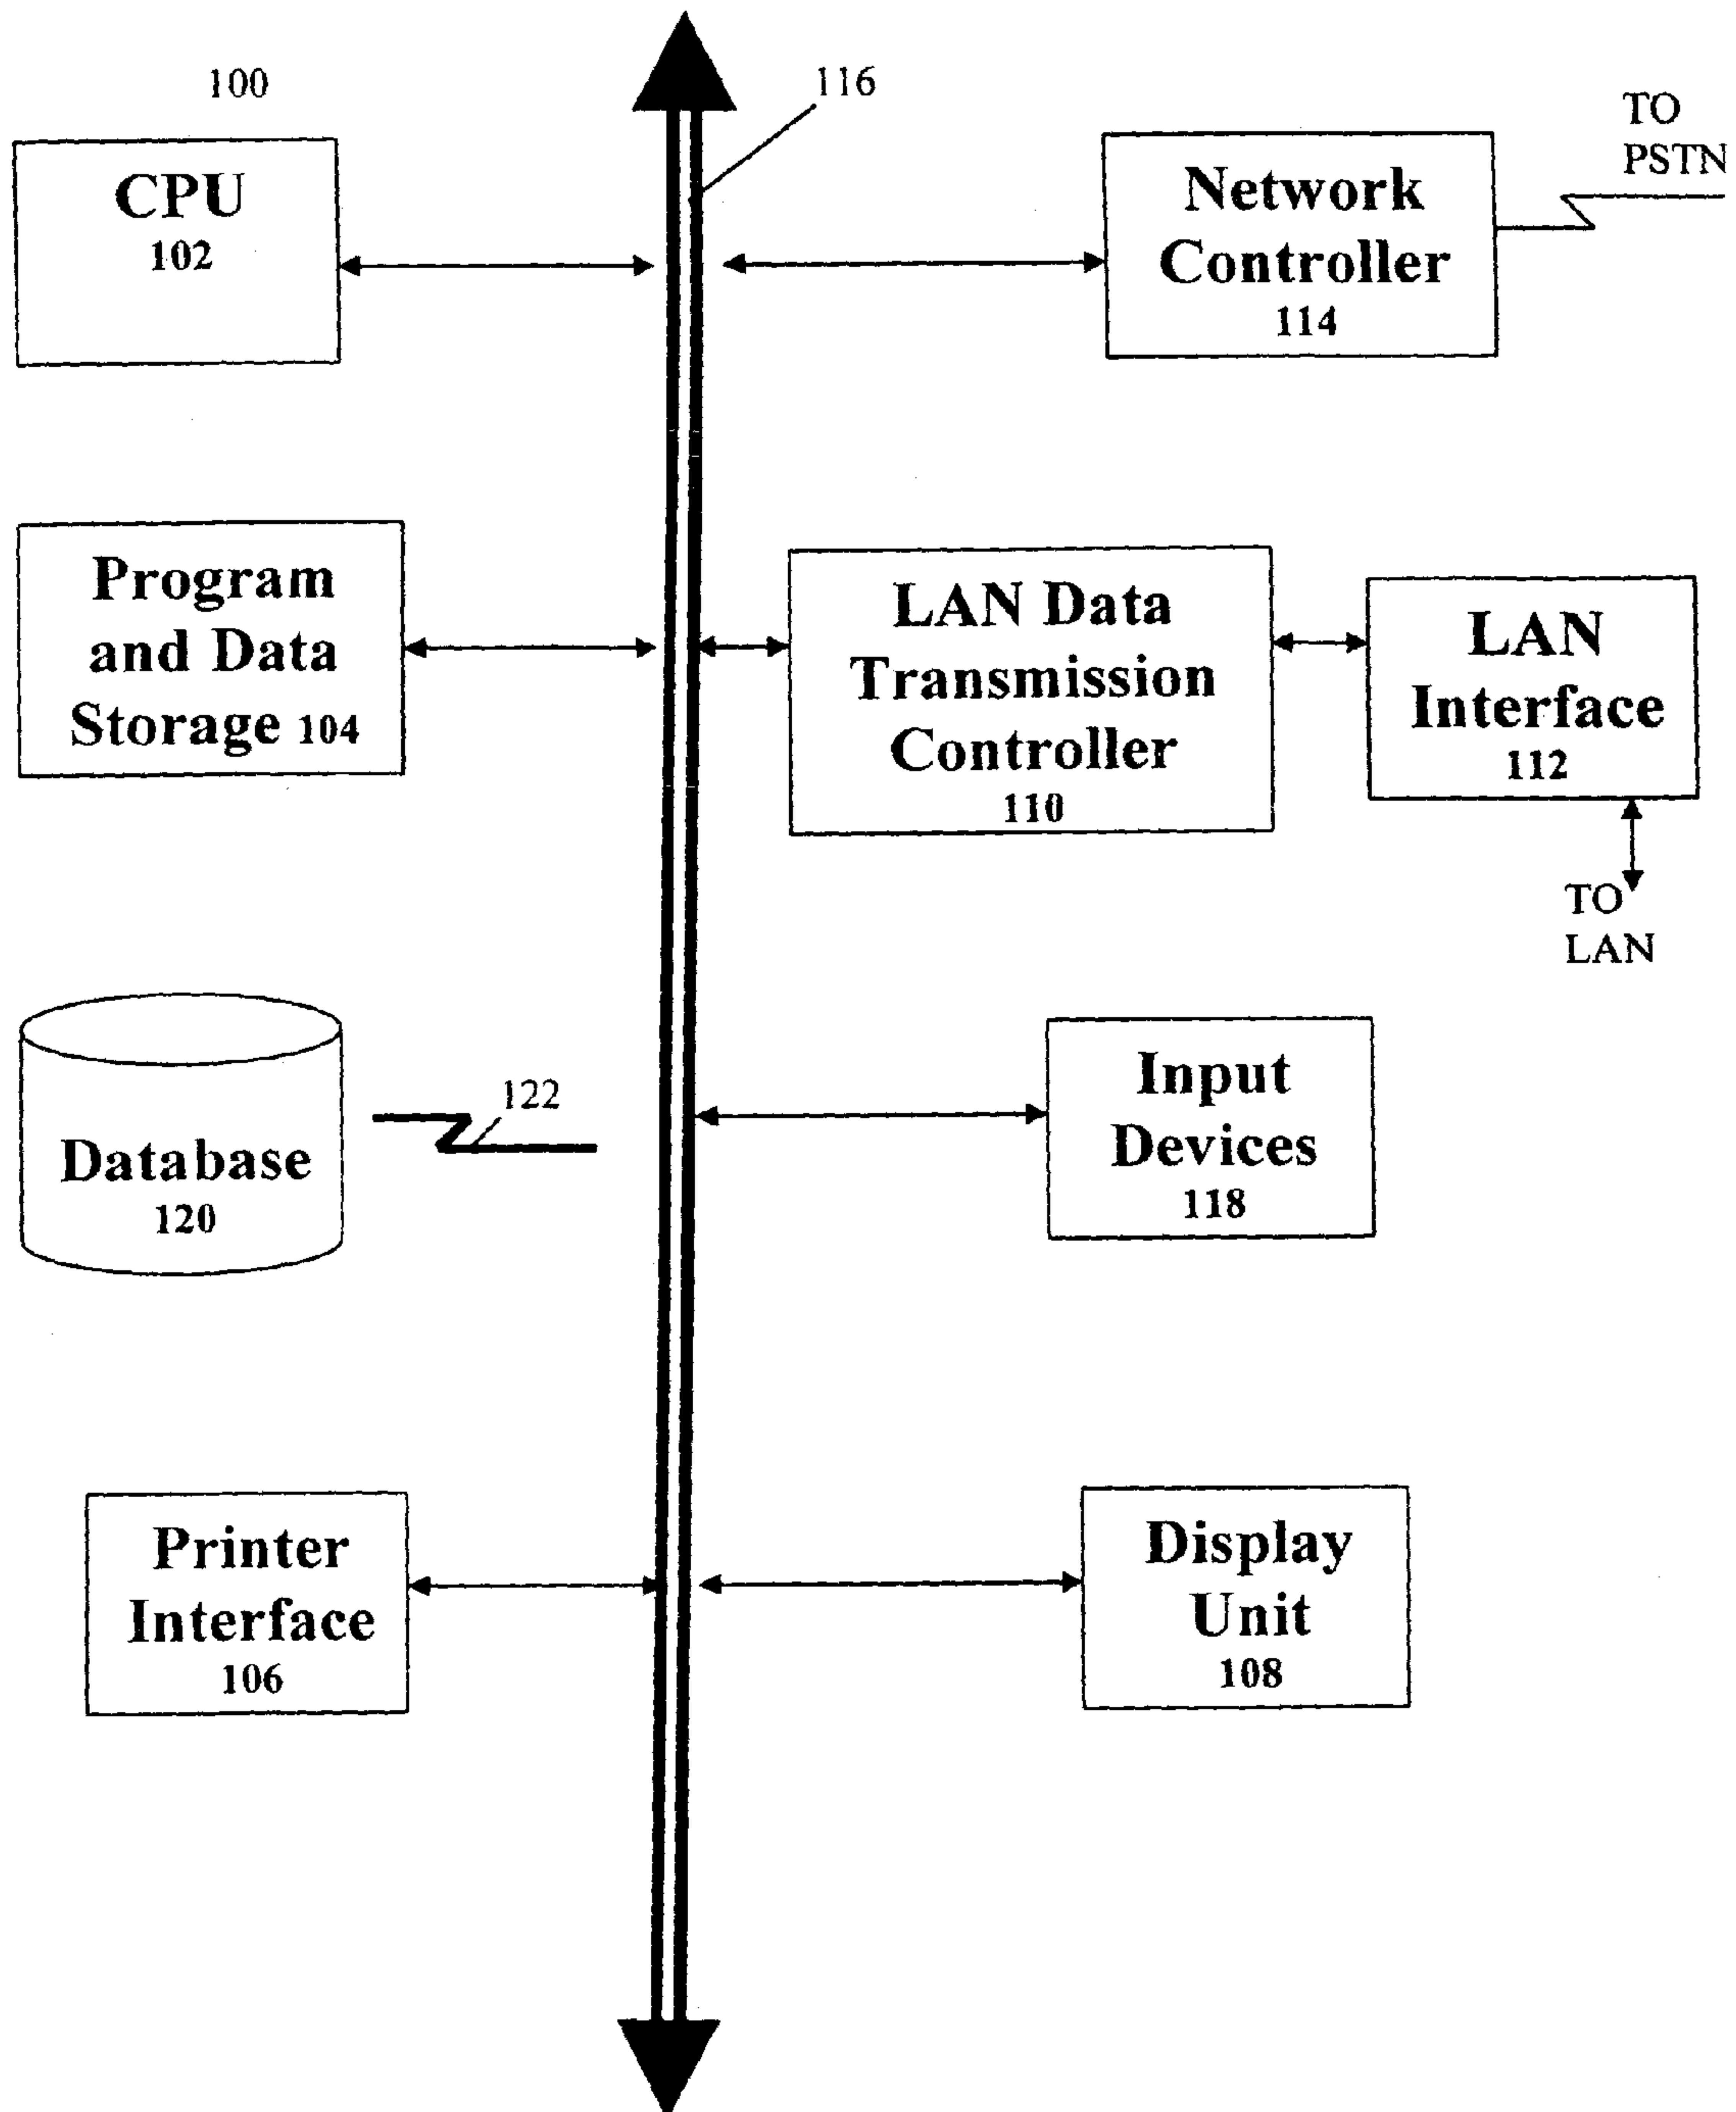 100
116
TO
PSTN
CPU
102
Network
Controller
114
Program
and Data
Storage 104
LAN Data
Transmission
Controller
110
LAN
Interface
112
TO
LAN
Database
120
122
Input
Devices
118
Printer
Interface
106
Display
Unit
108